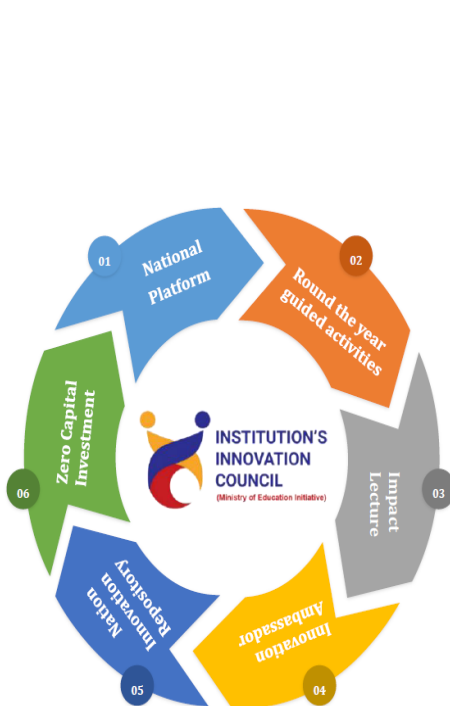 01
National
Platform
02
Round the year
guided activities
03
Impact
Lecture
04
Innovation
Ambassador
05
Nation
Innovation
Repository
06
Zero Capital
Investment
INSTITUTION'S
INNOVATION
COUNCIL
(Ministry of Education Initiative)